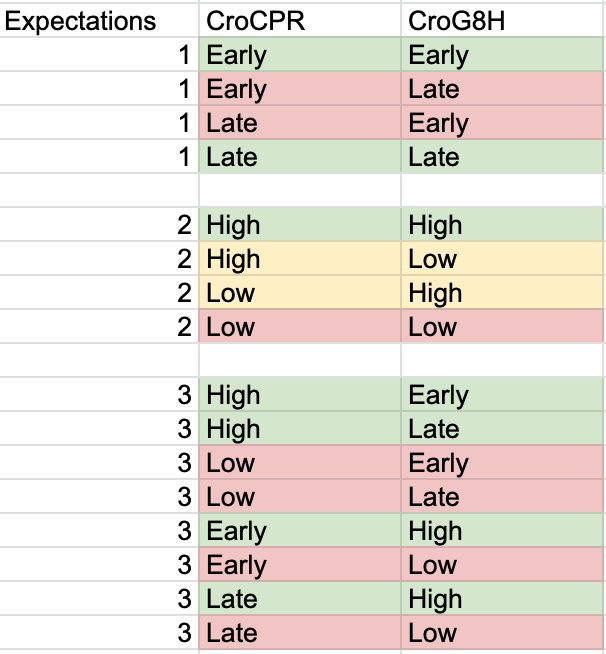 Expectations CroCPR CroG8H
1 Early Early
1 Early Late
1 Late Early
1 Late Late
2 High High
2 High Low
2 Low High
2 Low Low
3 High Early
3 High Late
3 Low Early
3 Low Late
3 Early High
3 Early Low
3 Late High
3 Late Low